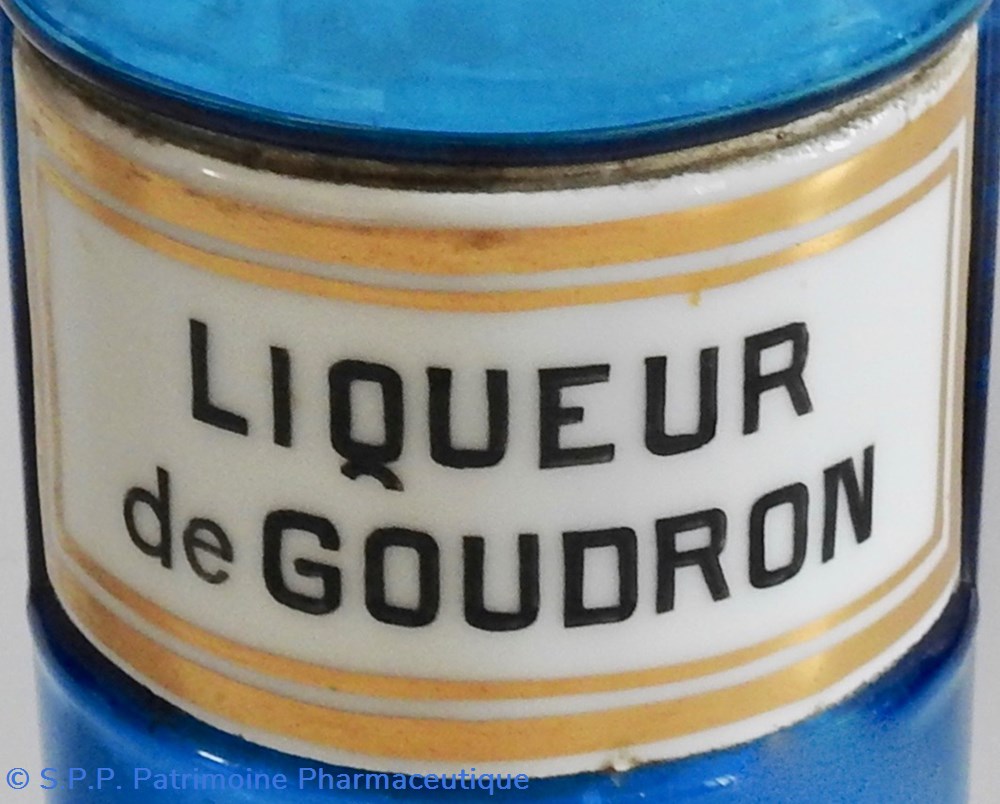 LIQUEUR
de GOUDRON
© S.P.P. Patrimoine Pharmaceutique